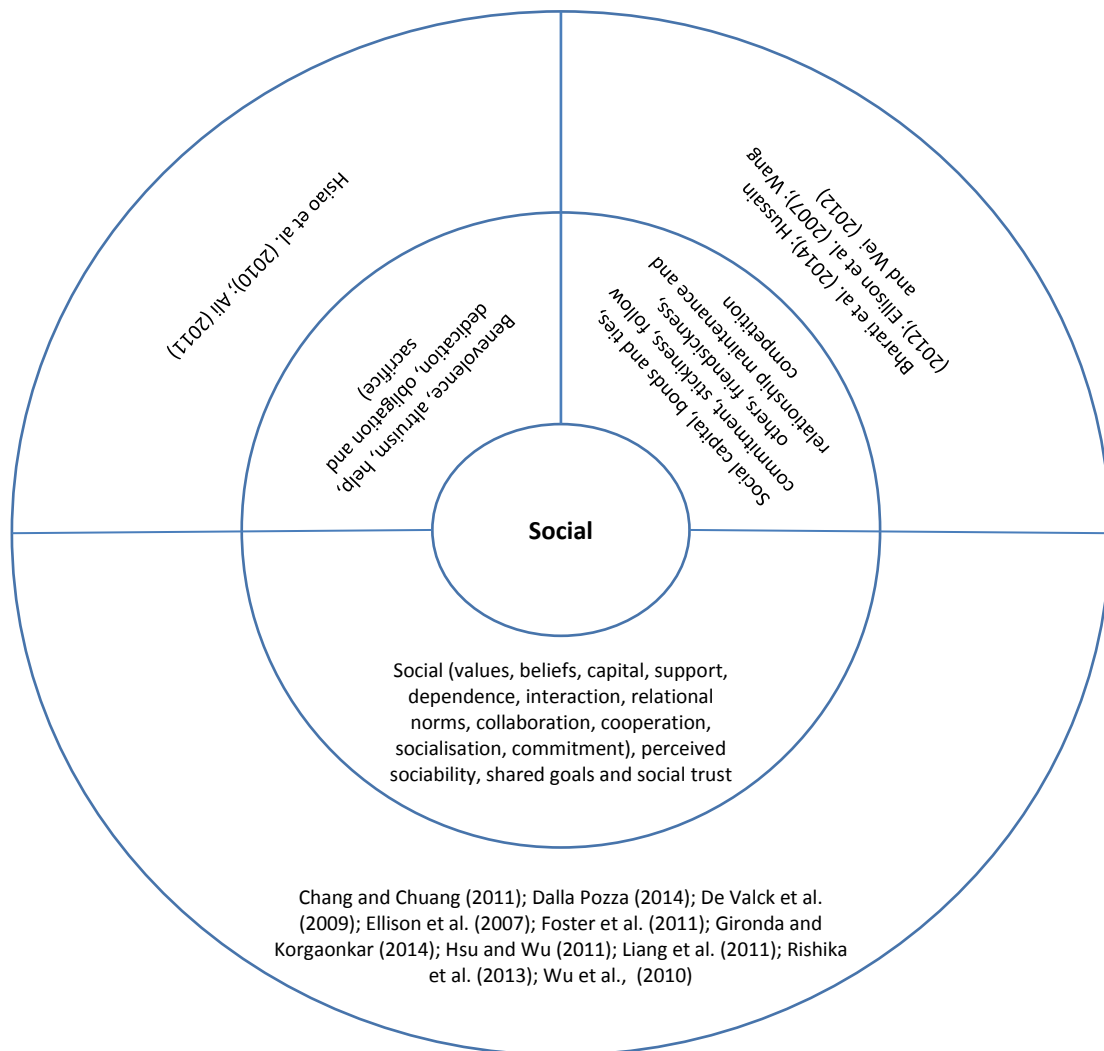 Hsiao et al. (2010); Ali (2011)
Bharati et al. (2014); Hussain
(2012); Ellison et al. (2007); Wang
and Wei (2012)
Benevolence, altruism, help,
dedication, obligation and
sacrifice)
Social capital, bonds and ties,
commitment, stickiness, follow
others, friendsickness,
relationship maintenance and
competition
Social
Social (values, beliefs, capital, support,
dependence, interaction, relational
norms, collaboration, cooperation,
socialisation, commitment), perceived
sociability, shared goals and social trust
Chang and Chuang (2011); Dalla Pozza (2014); De Valck et al.
(2009); Ellison et al. (2007); Foster et al. (2011); Gironda and
Korgaonkar (2014); Hsu and Wu (2011); Liang et al. (2011); Rishika
et al. (2013); Wu et al., (2010)